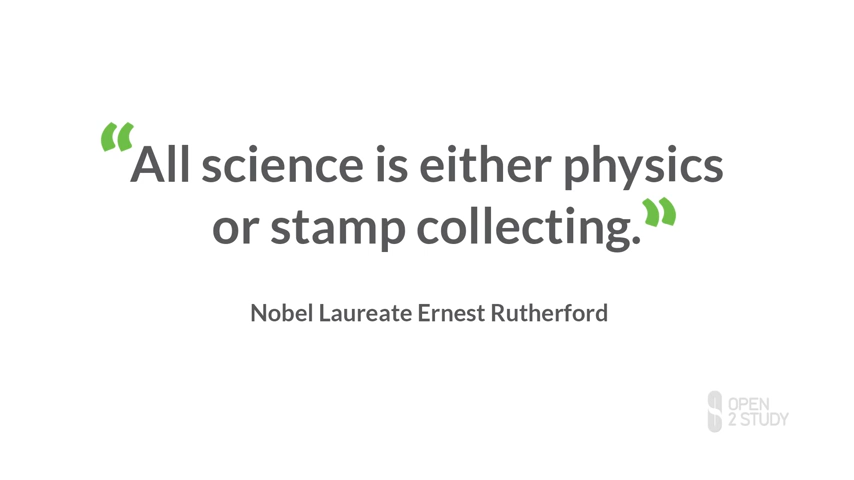 “All science is either physics
or stamp collecting.”
Nobel Laureate Ernest Rutherford
OPEN
2 STUDY